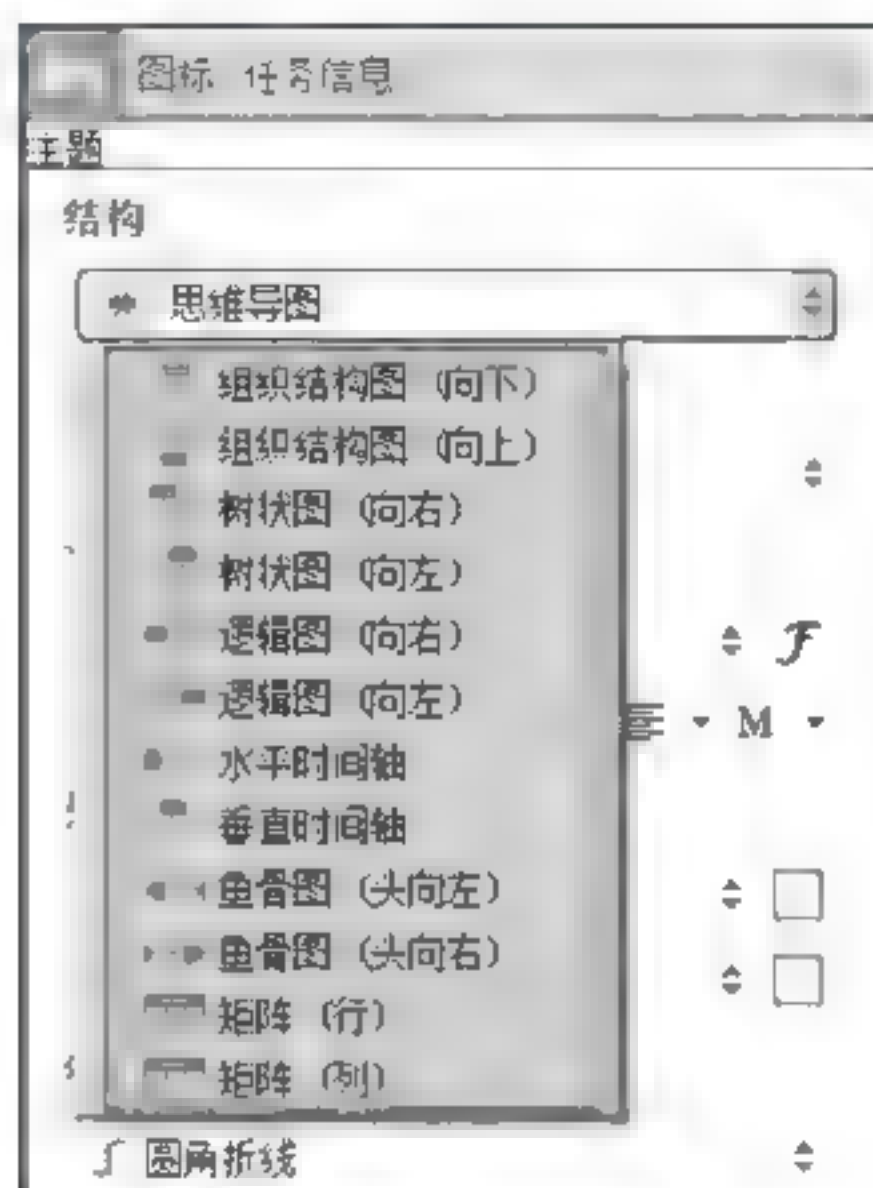 图标 任务信息
主题
结构
思维导图
组织结构图 (向下)
组织结构图 (向上)
树状图 (向右)
树状图 (向左)
逻辑图 (向右)
逻辑图 (向左)
水平时间轴
M
垂直时间轴
鱼骨图 (头向左)
鱼骨图 (头向右)
矩阵 (行)
矩阵 (列)
圆角折线